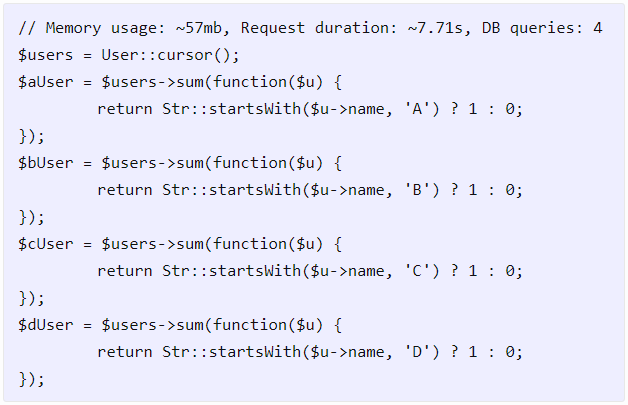 // Memory usage: ~57mb, Request duration: ~7.71s, DB queries: 4
$users = User::cursor();
$aUser = $users->sum(function($u) {
        return Str::startsWith($u->name, 'A') ? 1 : 0;
});
$bUser = $users->sum(function($u) {
        return Str::startsWith($u->name, 'B') ? 1 : 0;
});
$cUser = $users->sum(function($u) {
        return Str::startsWith($u->name, 'C') ? 1 : 0;
});
$dUser = $users->sum(function($u) {
        return Str::startsWith($u->name, 'D') ? 1 : 0;
});